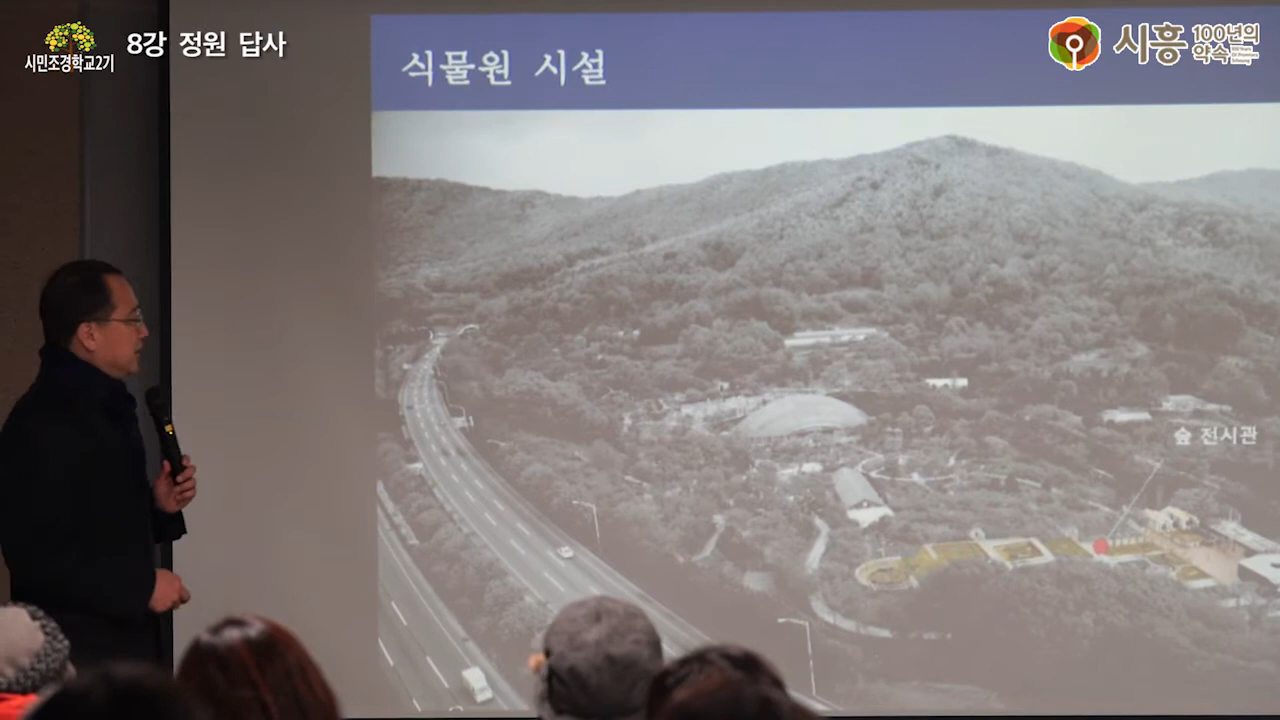 시민조경학교2기
8강 정원 답사
식물원 시설
시흥
100년의
약속
숲 전시관